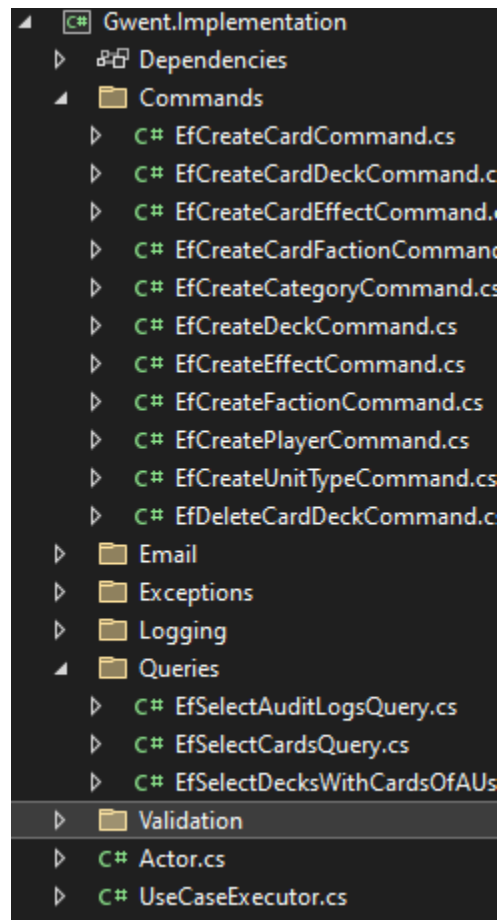 C# Gwent.Implementation
Dependencies
Commands
C# EfCreateCardCommand.cs
C# EfCreateCardDeckCommand.c
C# EfCreateCardEffectCommand.c
C# EfCreateCardFactionCommand
C# EfCreateCategoryCommand.cs
C# EfCreateDeckCommand.cs
C# EfCreateEffectCommand.cs
C# EfCreateFactionCommand.cs
C# EfCreatePlayerCommand.cs
C# EfCreateUnitTypeCommand.cs
C# EfDeleteCardDeckCommand.cs
Email
Exceptions
Logging
Queries
C# EfSelectAuditLogsQuery.cs
C# EfSelectCardsQuery.cs
C# EfSelectDecksWithCardsOfAUs
Validation
C# Actor.cs
C# UseCaseExecutor.cs